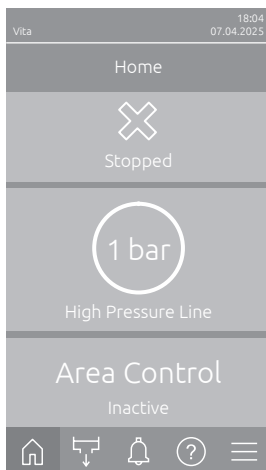 18:04
Vita 07.04.2025
Home
Stopped
1 bar
High Pressure Line
Area Control
Inactive
?